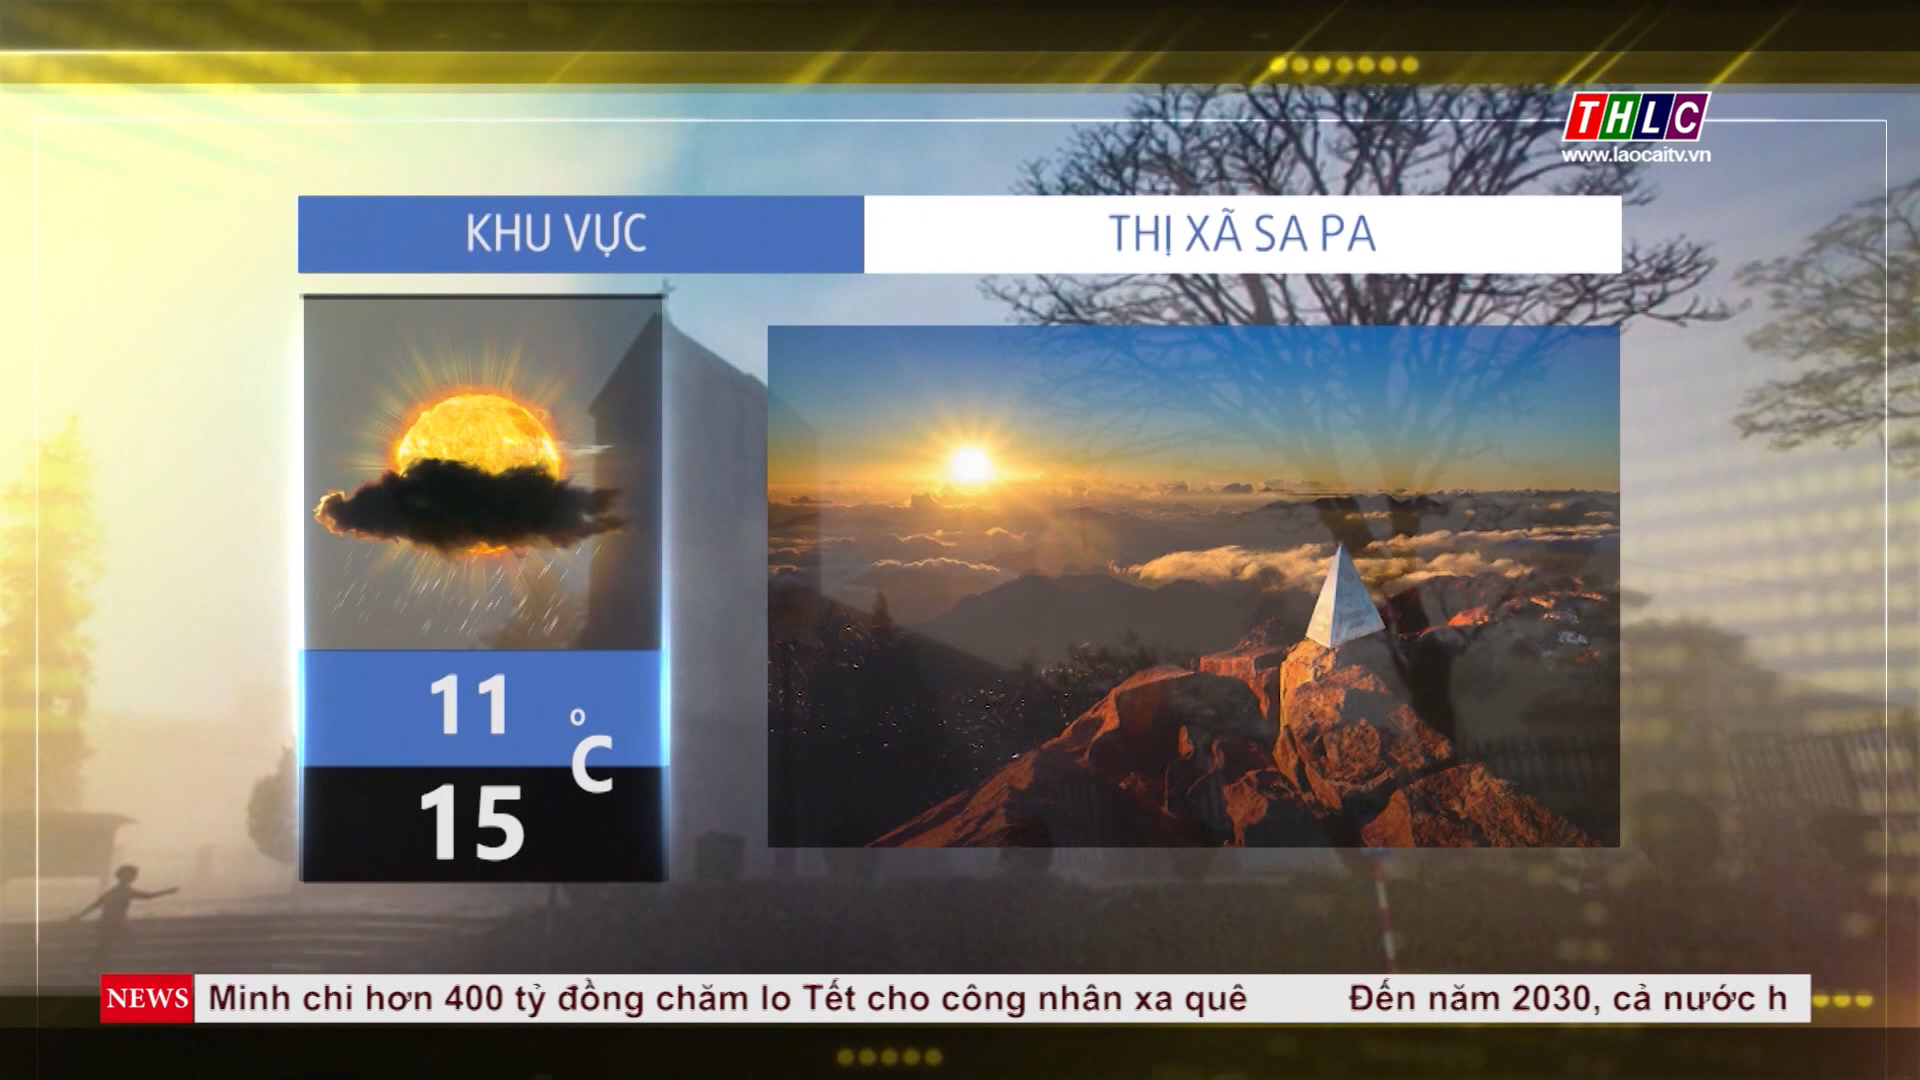 THLC
www.laocaitv.vn
KHU VỰC
THỊ XÃ SA PA
11
°C
15
NEWS Minh chi hơn 400 tỷ đồng chăm lo Tết cho công nhân xa quê Đến năm 2030, cả nước h